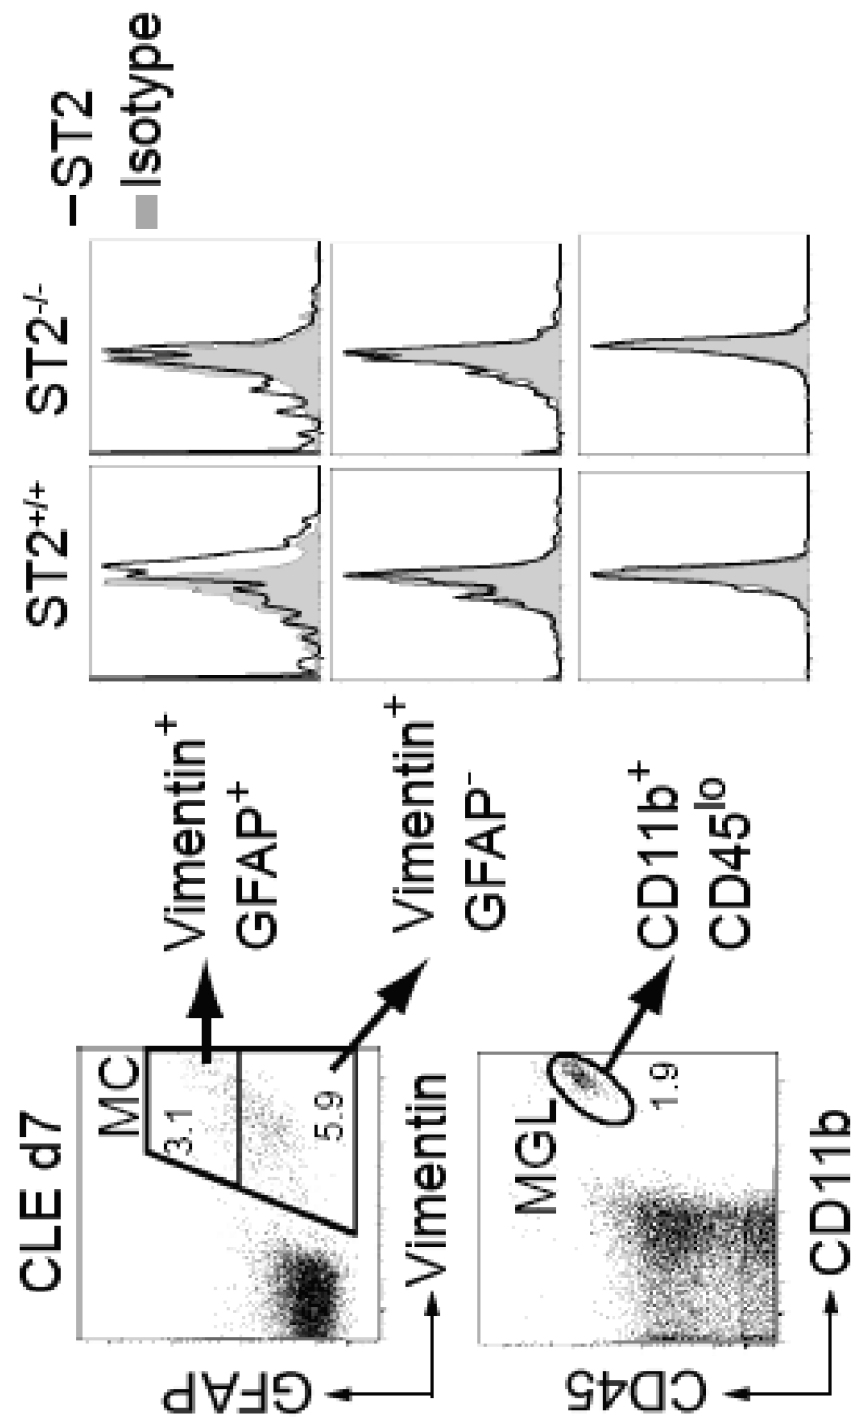 CLE d7
ST2+/+
ST2-/-
–ST2
Isotype
GFAP
MC
3.1
5.9
Vimentin
Vimentin+
GFAP+
Vimentin+
GFAP-
CD45
MGL
1.9
CD11b
CD11b+
CD45lo